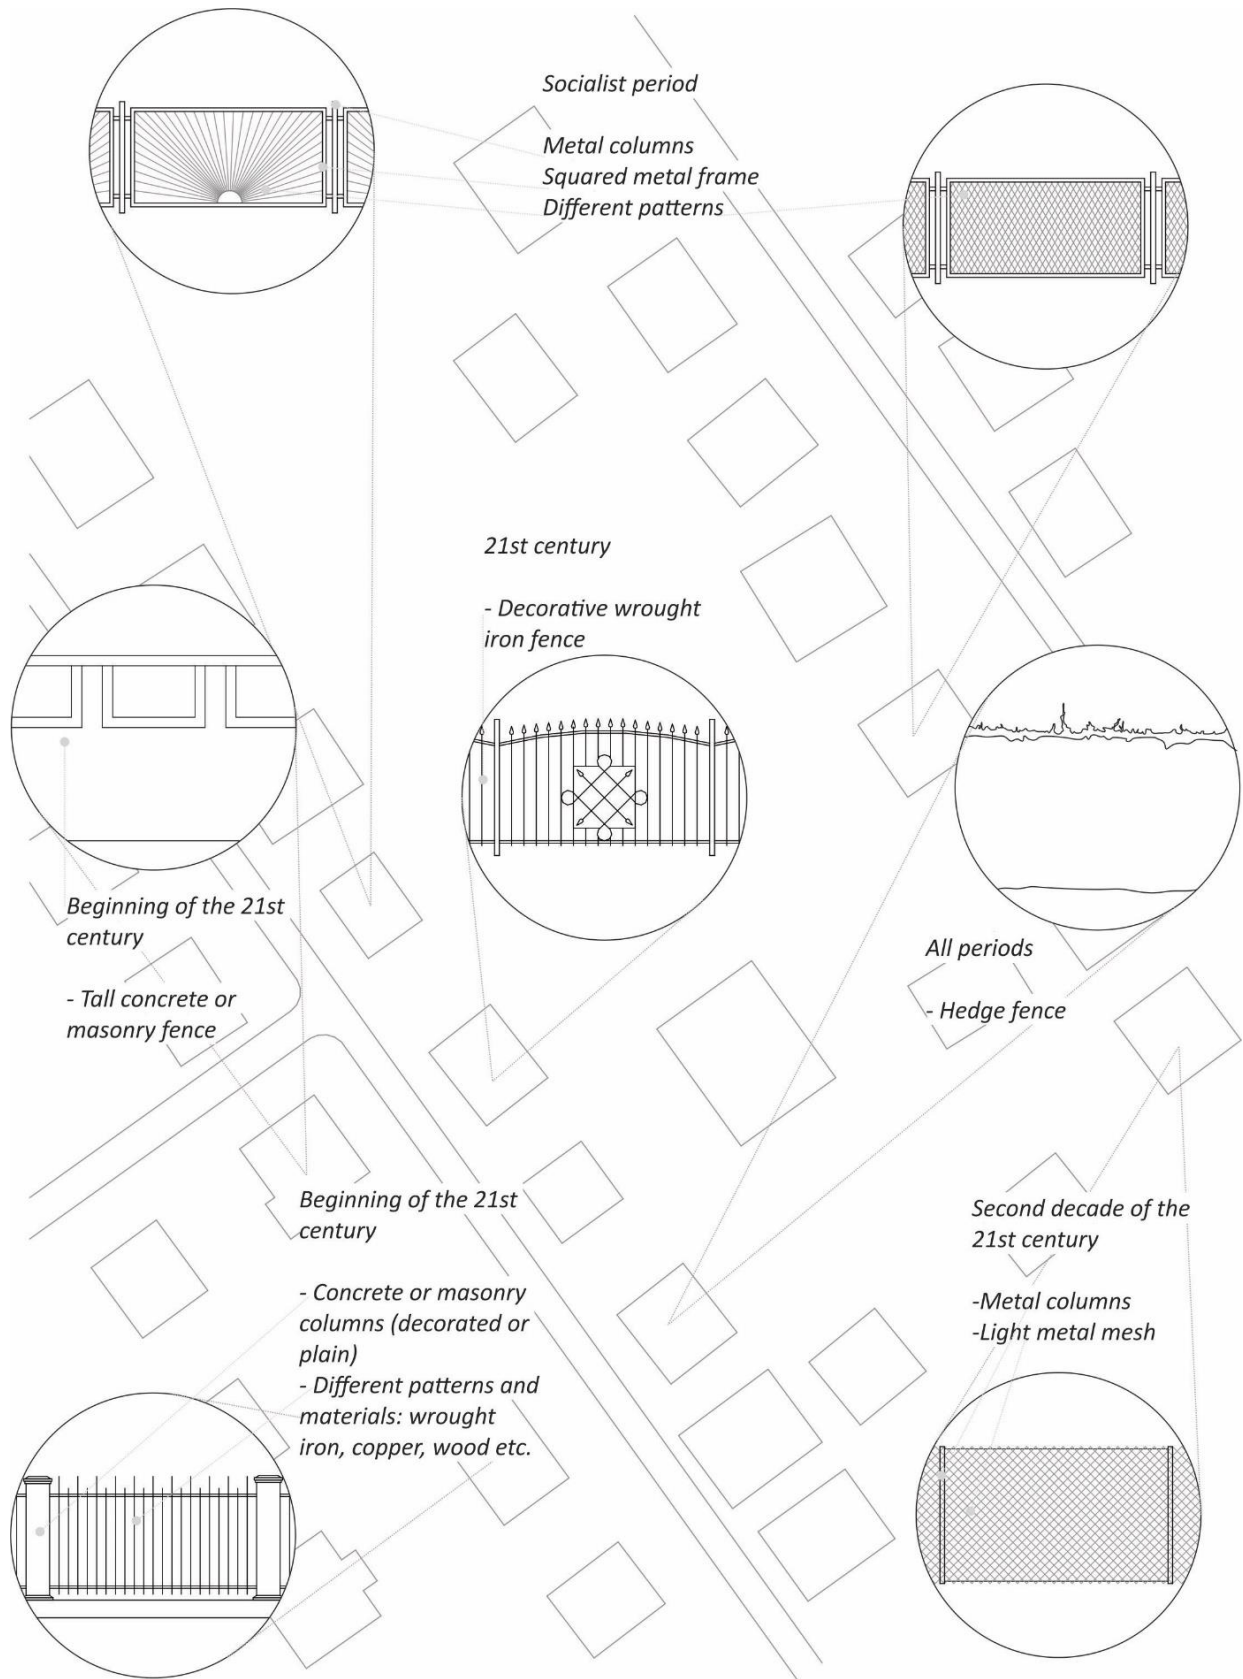 Socialist period
Metal columns
Squared metal frame
Different patterns
21st century
- Decorative wrought
iron fence
Beginning of the 21st
century
- Tall concrete or
masonry fence
All periods
- Hedge fence
Beginning of the 21st
century
- Concrete or masonry
columns (decorated or
plain)
- Different patterns and
materials: wrought
iron, copper, wood etc.
Second decade of the
21st century
-Metal columns
-Light metal mesh